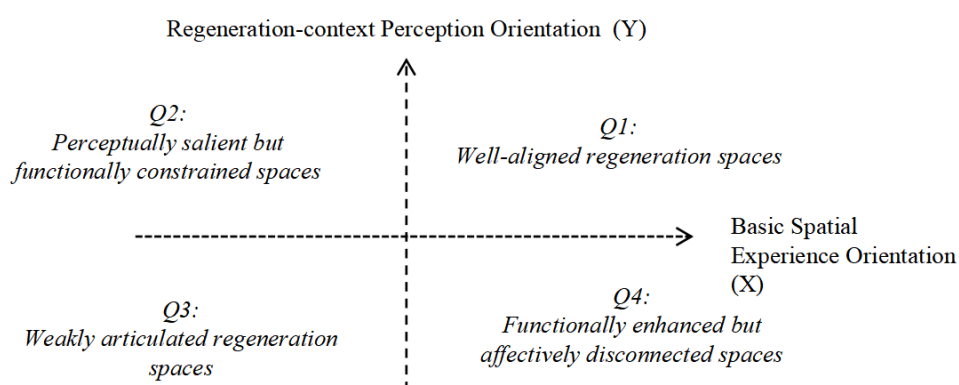 Regeneration-context Perception Orientation (Y)
Q2:
Perceptually salient but
functionally constrained spaces
Q1:
Well-aligned regeneration spaces
Basic Spatial
Experience Orientation
(X)
Q3:
Weakly articulated regeneration
spaces
Q4:
Functionally enhanced but
affectively disconnected spaces